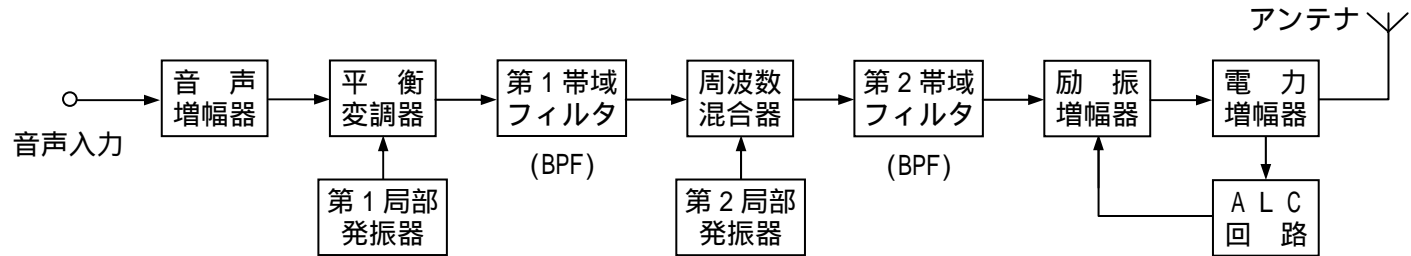 アンテナ
音声入力
音　声
増幅器
平　衡
変調器
第１帯域
フィルタ
(BPF)
周波数
混合器
第２帯域
フィルタ
(BPF)
励　振
増幅器
電　力
増幅器
第１局部
発振器
第２局部
発振器
ＡＬＣ
回　路